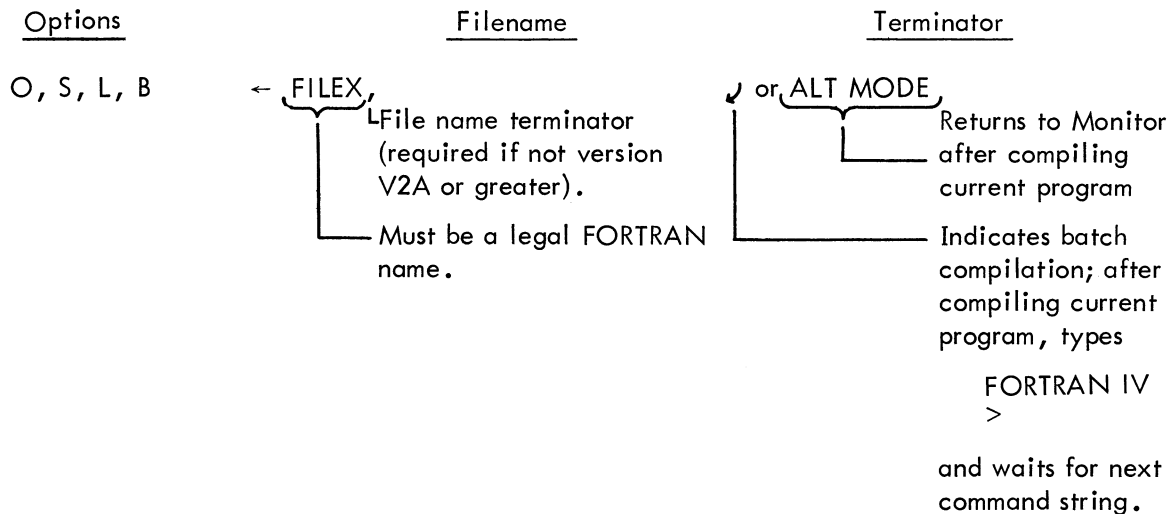 Options Filename Terminator
O, S, L, B ← FILEX, ↲ or ALT MODE
File name terminator
(required if not version
V2A or greater).
Must be a legal FORTRAN
name.
Returns to Monitor
after compiling
current program
Indicates batch
compilation; after
compiling current
program, types
FORTRAN IV
>
and waits for next
command string.